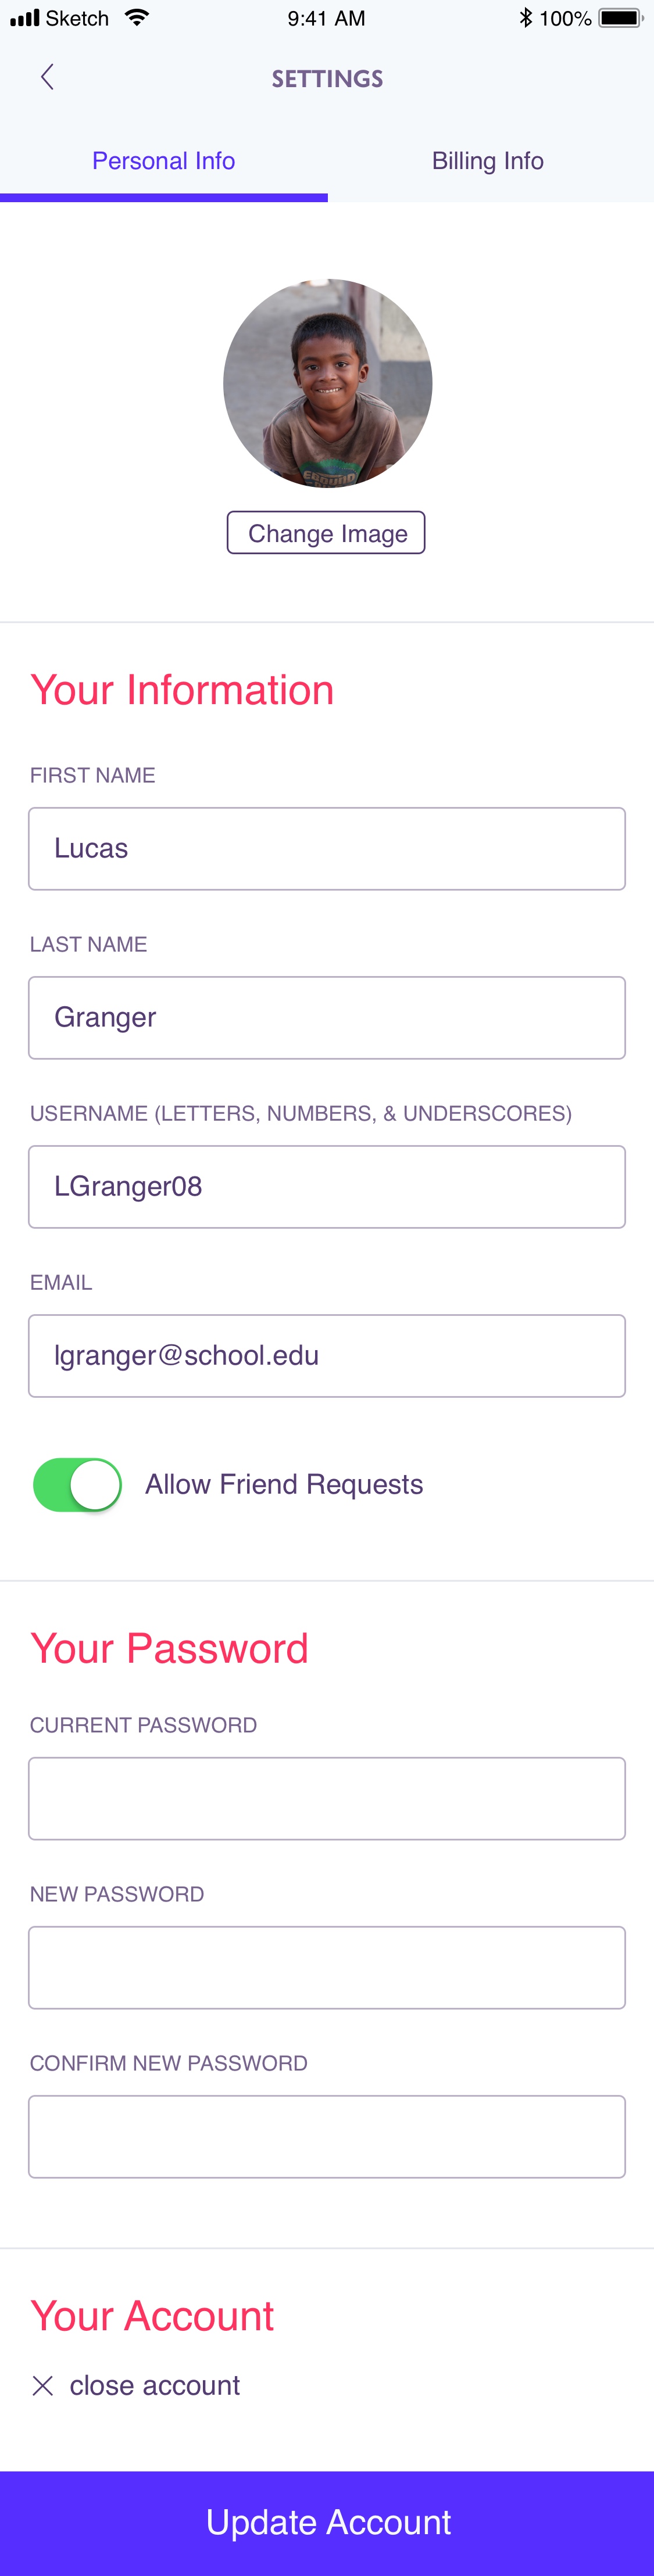 Sketch 9:41 AM 100%
SETTINGS
Personal Info Billing Info
Change Image
Your Information
FIRST NAME
Lucas
LAST NAME
Granger
USERNAME (LETTERS, NUMBERS, & UNDERSCORES)
LGranger08
EMAIL
lgranger@school.edu
Allow Friend Requests
Your Password
CURRENT PASSWORD
NEW PASSWORD
CONFIRM NEW PASSWORD
Your Account
close account
Update Account